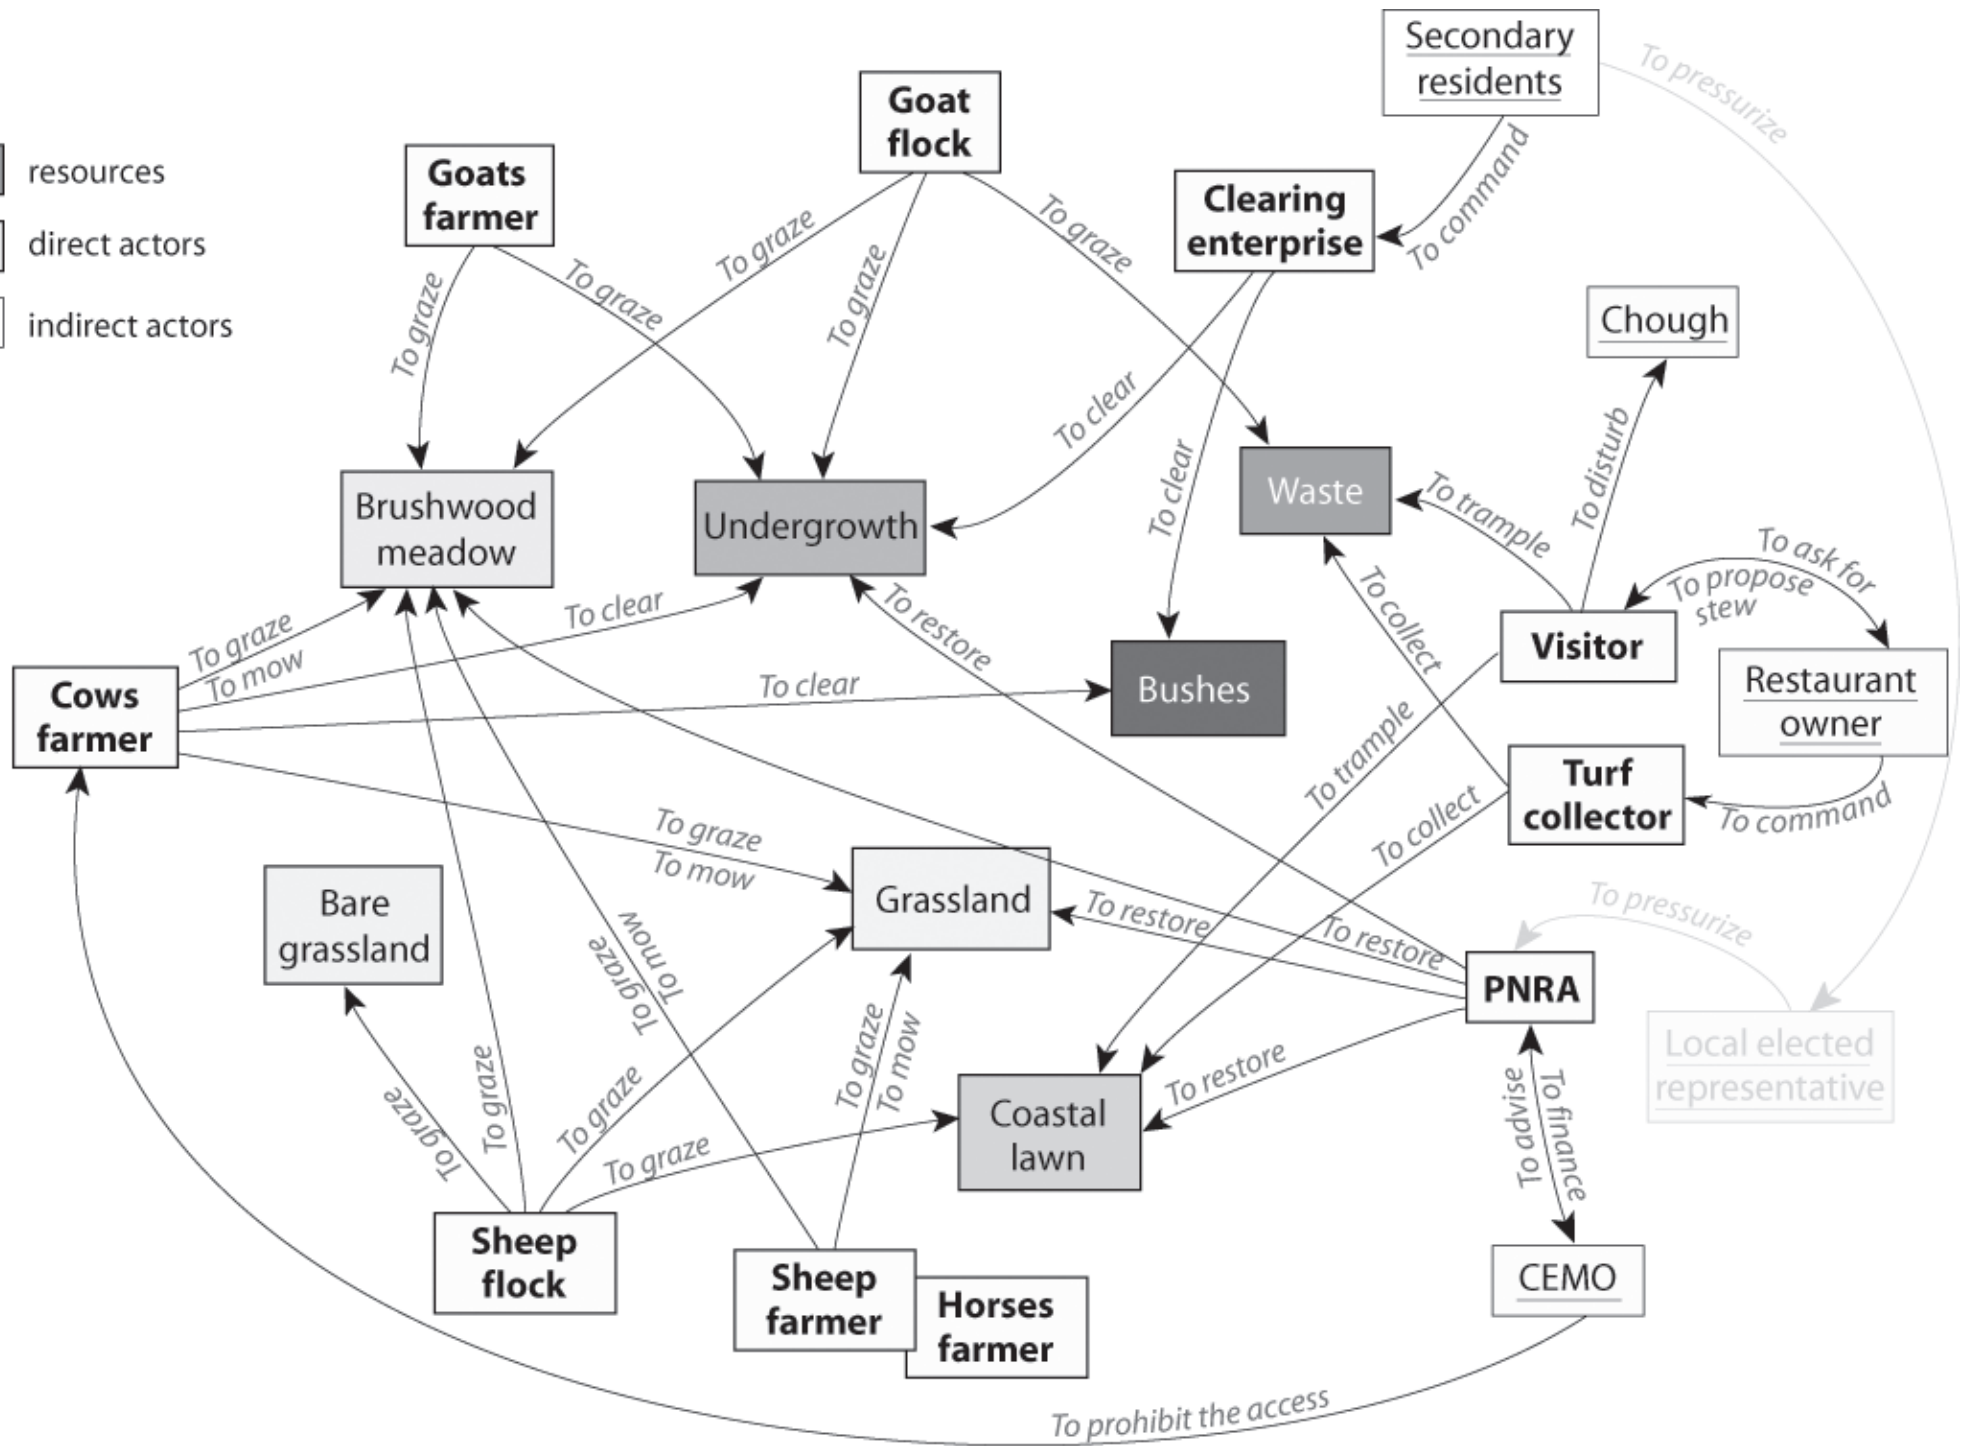 Secondary
residents
To pressurize
Goat
flock
To command
resources
Goats
farmer
Clearing
enterprise
direct actors
To graze
To graze
To graze
To graze
To graze
indirect actors
Chough
To clear
To clear
To disturb
Brushwood
meadow
Undergrowth
Waste
To trample
To ask for
To propose
stew
To graze
To mow
To clear
To restore
To collect
Visitor
Restaurant
owner
Cows
farmer
To clear
Bushes
To trample
Turf
collector
To command
To graze
To mow
To collect
Bare
grassland
Grassland
To restore
To restore
To pressurize
PNRA
To mow
To graze
Local elected
representative
To graze
To mow
To graze
To graze
To graze
To graze
Coastal
lawn
To restore
To advise
To finance
Sheep
flock
Sheep
farmer
Horses
farmer
CEMO
To prohibit the access